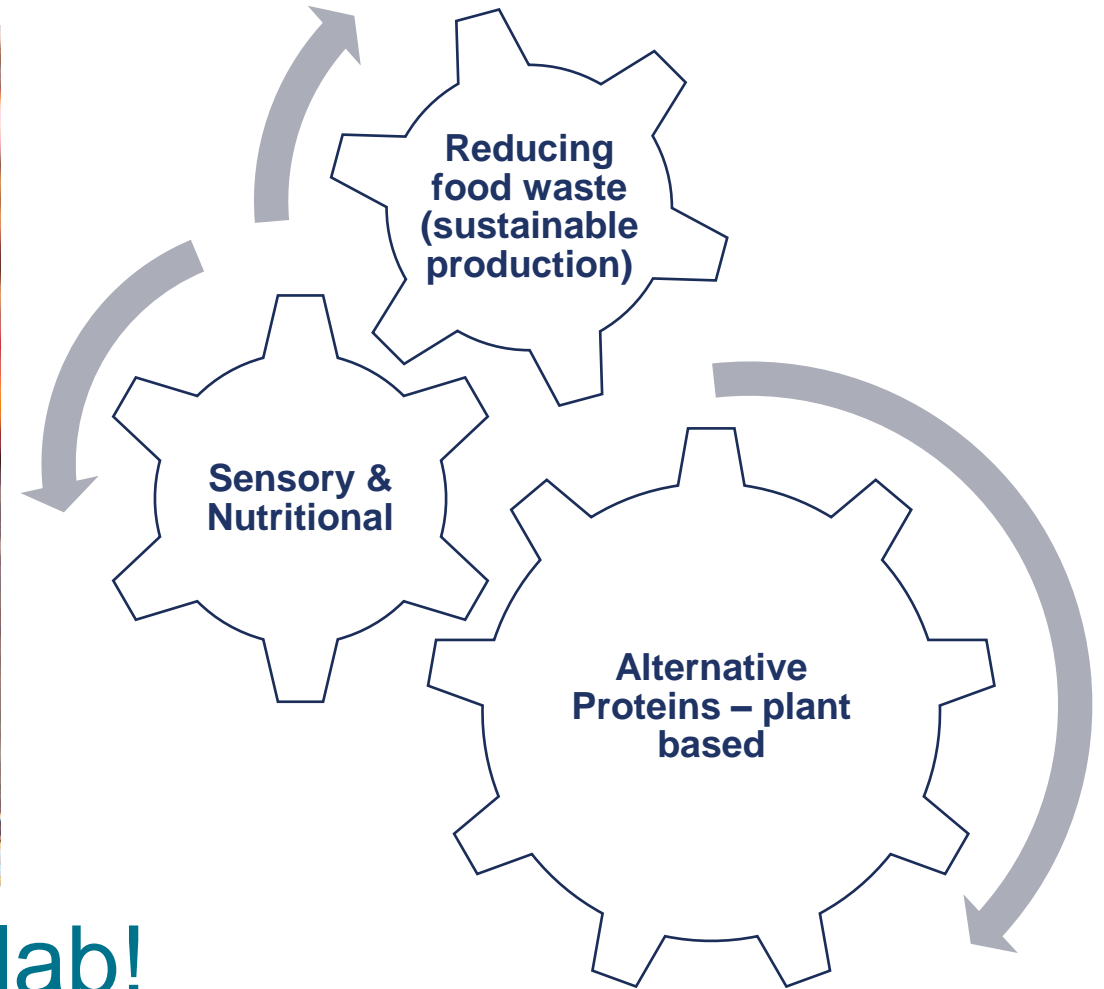 Reducing
food waste
(sustainable
production)
Sensory &
Nutritional
Alternative
Proteins – plant
based
lab!